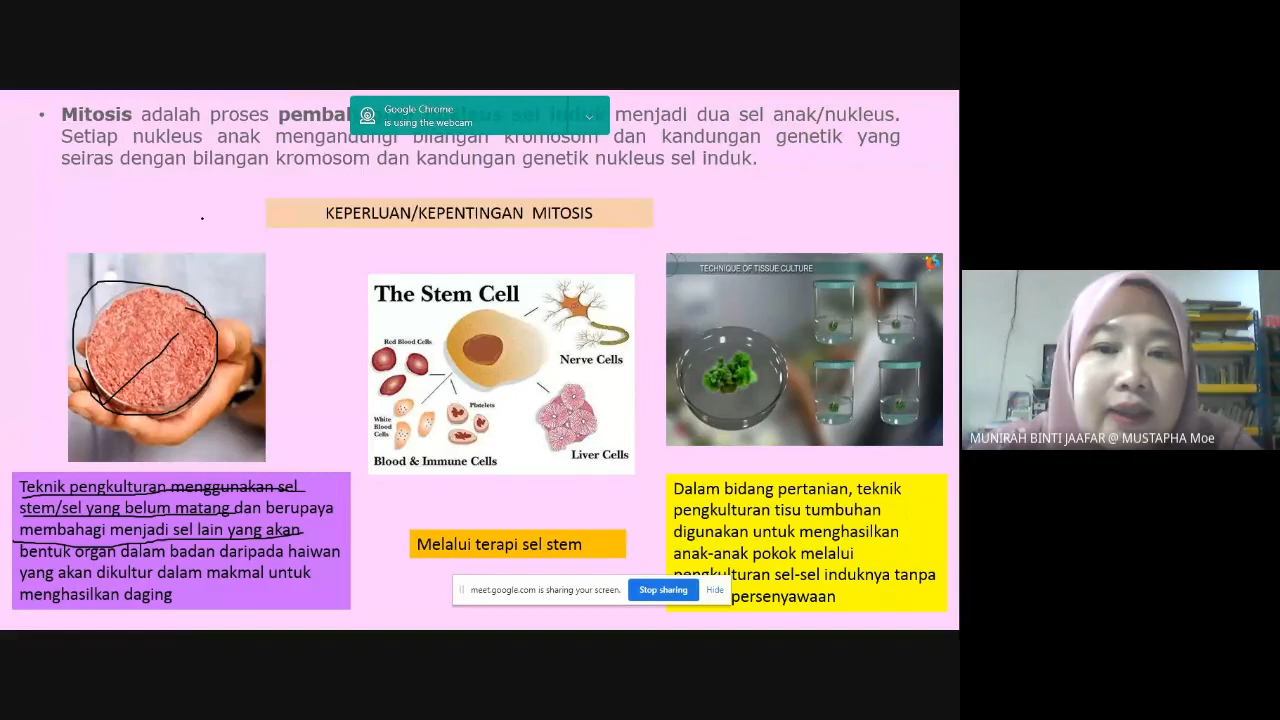 • Mitosis adalah proses menjadi dua sel anak/nukleus.
Setiap nukleus anak mengandungi bilangan kromosom dan kandungan genetik yang
seiras dengan bilangan kromosom dan kandungan genetik nukleus sel induk.
Google Chrome
is using the webcam
KEPERLUAN/KEPENTINGAN MITOSIS
The Stem Cell
Red Blood Cells
Nerve Cells
White
Blood
Cells
Platelets
Liver Cells
Blood & Immune Cells
TECHNIQUE OF TISSUE CULTURE
MUNIRAH BINTI JAAFAR @ MUSTAPHA Moe
Teknik pengkulturan menggunakan sel
stem/sel yang belum matang dan berupaya
membahagi menjadi sel lain yang akan
bentuk organ dalam badan daripada haiwan
yang akan dikultur dalam makmal untuk
menghasilkan daging
Melalui terapi sel stem
Dalam bidang pertanian, teknik
pengkulturan tisu tumbuhan
digunakan untuk menghasilkan
anak-anak pokok melalui
pengkulturan sel-sel induknya tanpa
persenyawaan
meet.google.com is sharing your screen.
Stop sharing
Hide